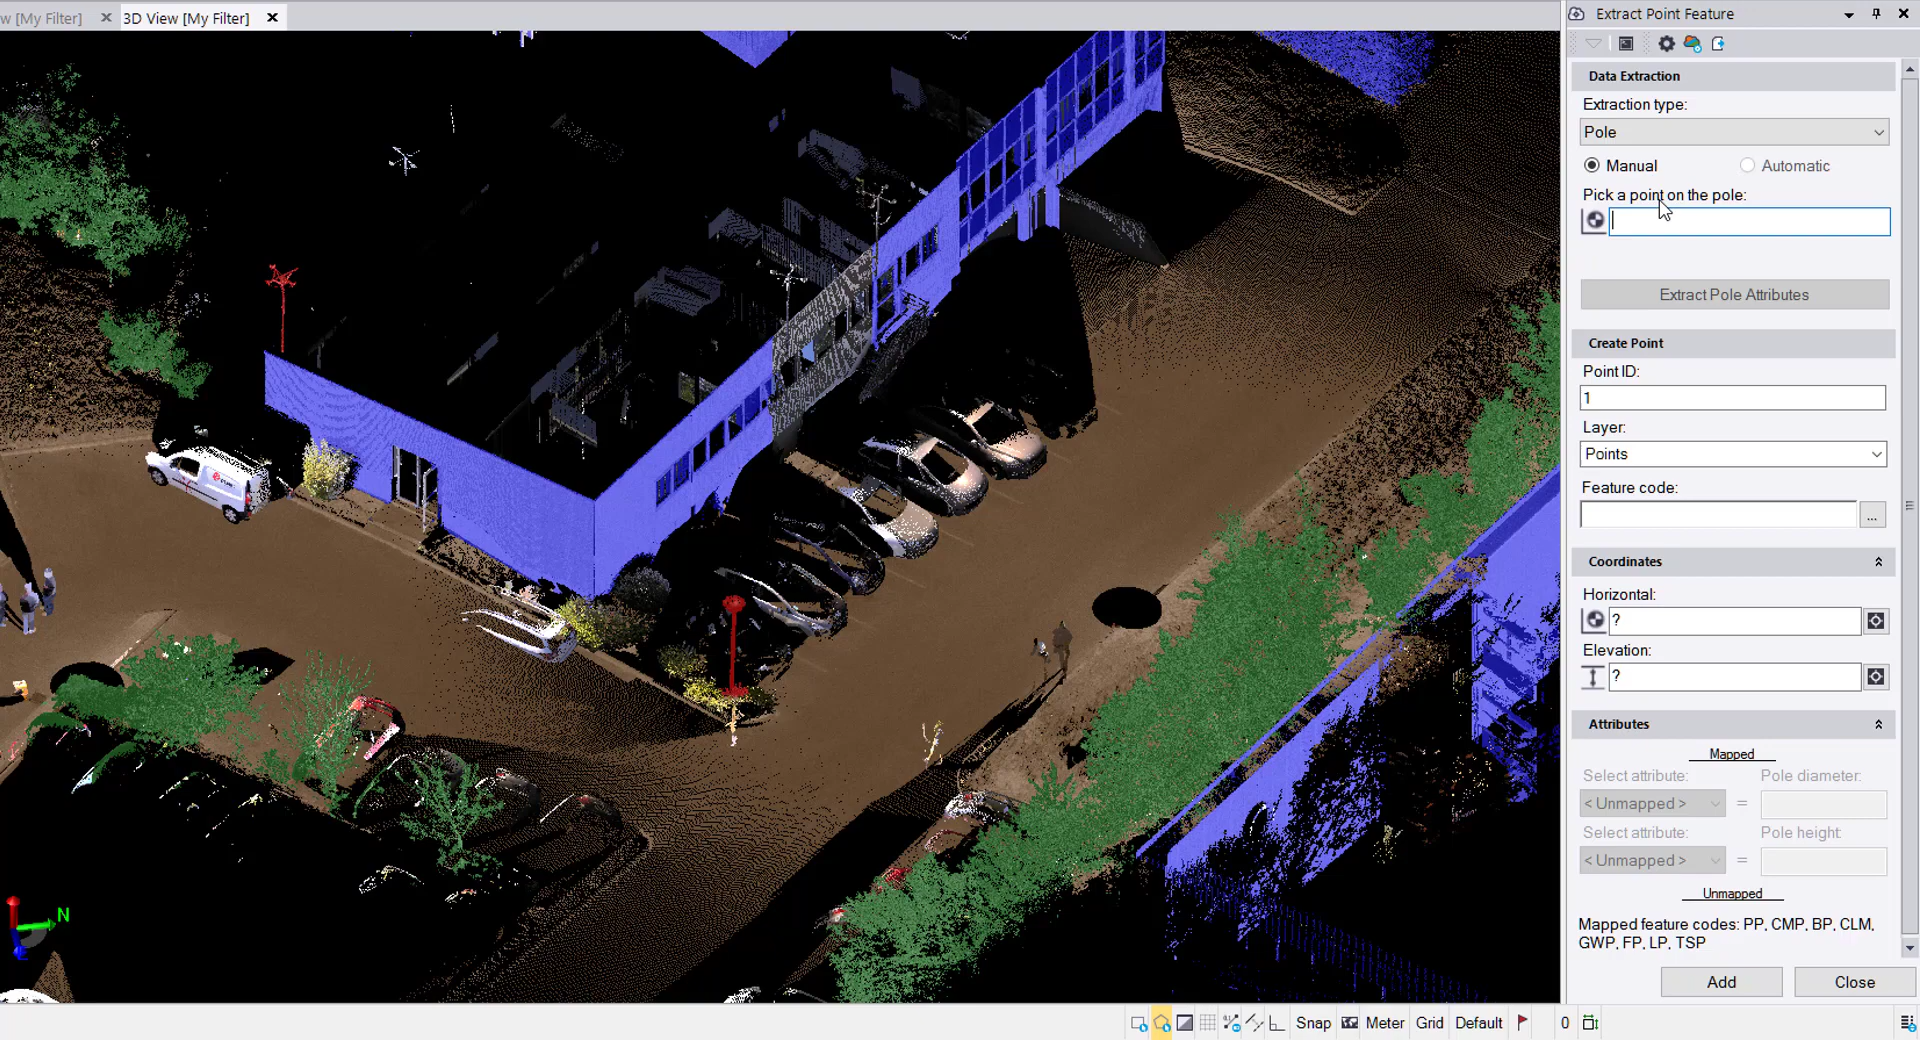 w [My Filter]
3D View [My Filter]
Extract Point Feature
Data Extraction
Extraction type:
Pole
Manual
Automatic
Pick a point on the pole:
Extract Pole Attributes
Create Point
Point ID:
1
Layer:
Points
Feature code:
...
Coordinates
Horizontal:
?
Elevation:
?
Attributes
Mapped
Select attribute:
Pole diameter:
< Unmapped >
=
Select attribute:
Pole height:
< Unmapped >
=
Unmapped
Mapped feature codes: PP, CMP, BP, CLM,
GWP, FP, LP, TSP
Add
Close
N
Snap
Meter
Grid
Default
0